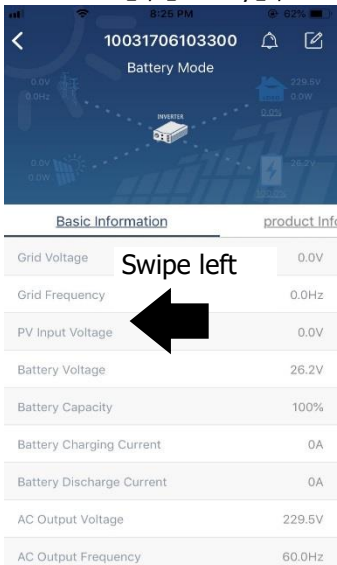 8:26 PM 62%
10031706103300
Battery Mode
0.0V
0.0Hz
229.5V
0.0W
0.0%
INVERTER
0.0V
0.0W
26.2V
100.0%
Basic Information product Info
Grid Voltage 0.0V
Swipe left
Grid Frequency 0.0Hz
PV Input Voltage 0.0V
Battery Voltage 26.2V
Battery Capacity 100%
Battery Charging Current 0A
Battery Discharge Current 0A
AC Output Voltage 229.5V
AC Output Frequency 60.0Hz